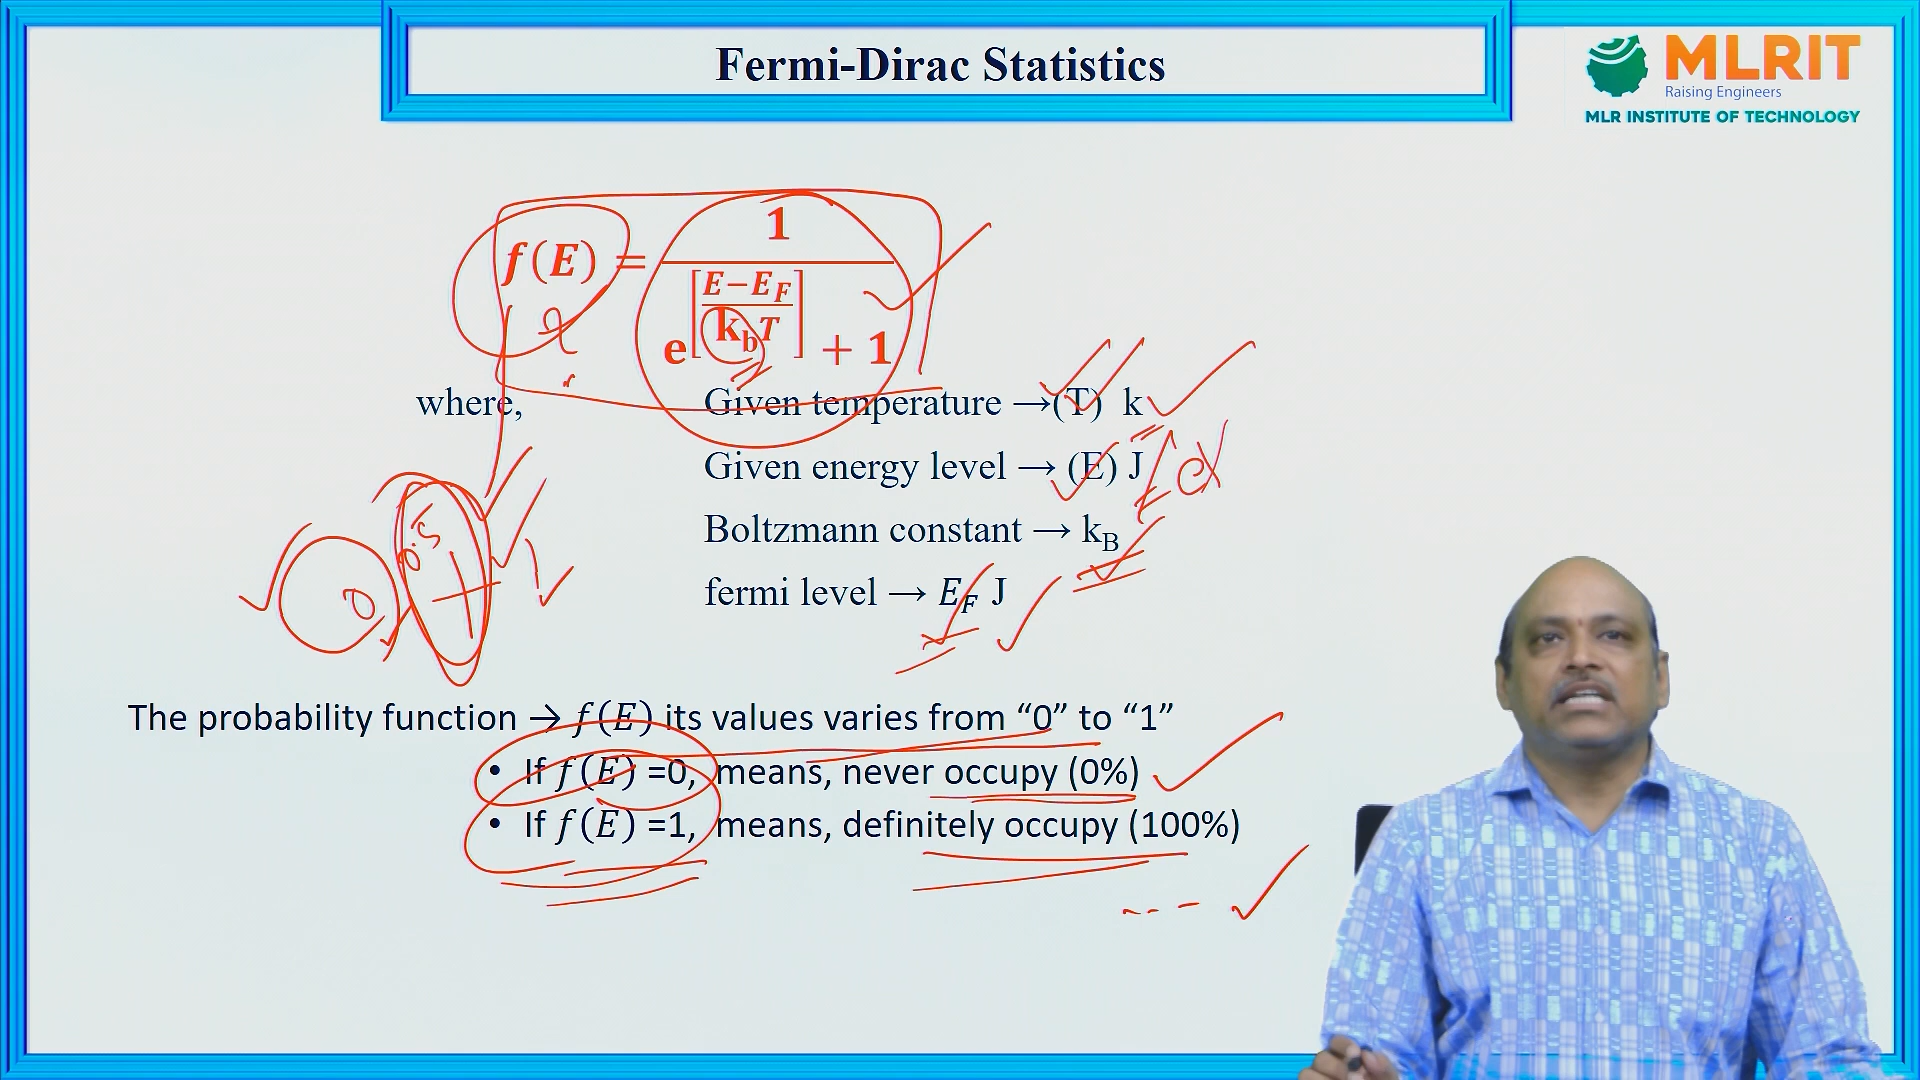 Fermi-Dirac Statistics
MLRIT
Raising Engineers
MLR INSTITUTE OF TECHNOLOGY
f(E) = 1 / e^[(E−E_F)/(k_b T)] + 1
where,
Given temperature →(T) k
Given energy level → (E) J
Boltzmann constant → k_B
fermi level → E_F J
0
0.5
1
The probability function → f(E) its values varies from “0” to “1”
• If f(E) =0, means, never occupy (0%)
• If f(E) =1, means, definitely occupy (100%)